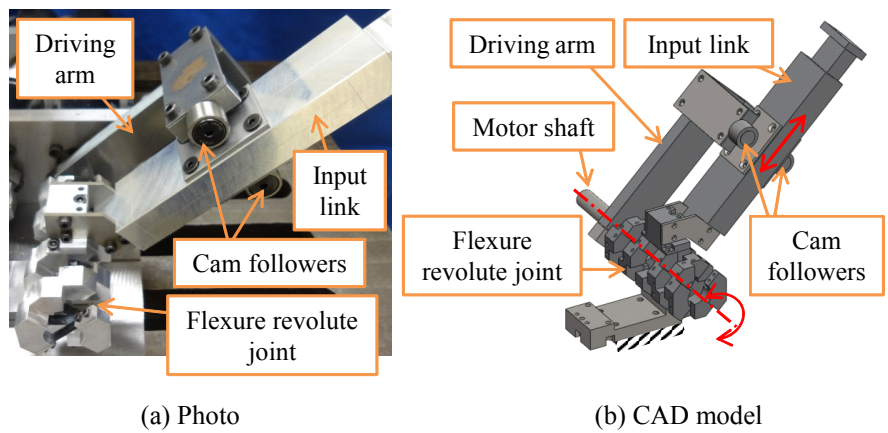 Driving
arm
Input
link
Cam followers
Flexure revolute
joint
(a) Photo
Driving arm
Input link
Motor shaft
Flexure
revolute joint
Cam
followers
(b) CAD model